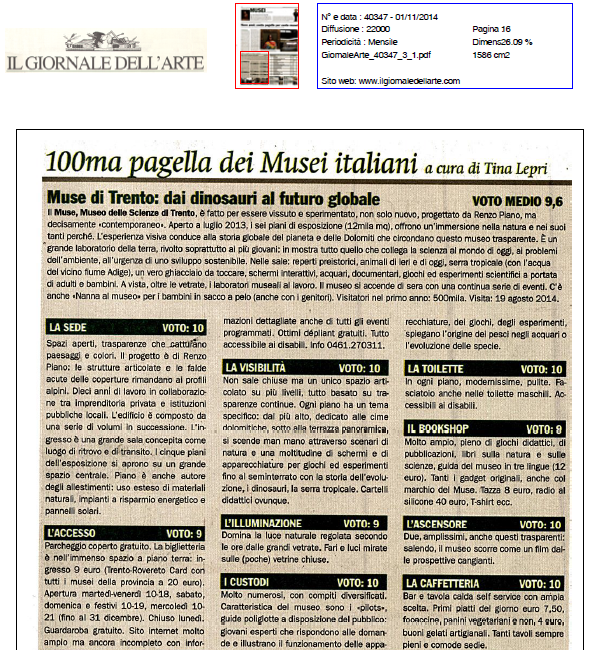 IL GIORNALE DELL'ARTE
N° e data : 40347 - 01/11/2014
Diffusione : 22000
Periodicità : Mensile
GiornaleArte_40347_3_1.pdf
Site web: www.ilgiornaledellarte.com
Pagina 16
Dimens26.09 %
1586 cm2
100ma pagella dei Musei italiani a cura di Tina Lepri
Muse di Trento: dai dinosauri al futuro globale VOTO MEDIO 9,6
Il Muse, Museo delle Scienze di Trento, è fatto per essere vissuto e sperimentato, non solo nuovo, progettato da Renzo Piano, ma
decisamente «contemporaneo». Aperto a luglio 2013, i sei piani di esposizione (12mila mq), offrono un'immersione nella natura e nei suoi
tanti perché. L'esperienza visiva conduce alla storia globale del pianeta e delle Dolomiti che circondano questo museo trasparente. È un
grande laboratorio della terra, rivolto soprattutto ai più giovani: in mostra tutto quello che collega la scienza al mondo di oggi, ai problemi
dell'ambiente, all'urgenza di uno sviluppo sostenibile. Nelle sale: reperti preistorici, animali di ieri e di oggi, serra tropicale (con l'acqua
del vicino fiume Adige), un vero ghiacciaio da toccare, schermi interattivi, acquari, documentari, giochi ed esperimenti scientifici a portata
di adulti e bambini. A vista, oltre le vetrate, i laboratori museali al lavoro. Il museo si accende di sera con una continua serie di eventi. C'è
anche «Nanna al museo» per i bambini in sacco a pelo (anche con i genitori). Visitatori nel primo anno: 500mila. Visita: 19 agosto 2014.
LA SEDE VOTO: 10
Spazi aperti, trasparenze che catturano
paesaggi e colori. Il progetto è di Renzo
Piano: le strutture articolate e le falde
acute delle coperture rimandano ai profili
alpini. Dieci anni di lavoro in collaborazio-
ne tra imprenditoria privata e istituzioni
pubbliche locali. L'edificio è composto da
una serie di volumi in successione. L'in-
gresso è una grande sala concepita come
luogo di ritrovo e di transito. I cinque piani
dell'esposizione si aprono su un grande
spazio centrale. Piano è anche autore
degli allestimenti: uso esteso di materiali
naturali, impianti a risparmio energetico e
pannelli solari.
L'ACCESSO VOTO: 9
Parcheggio coperto gratuito. La biglietteria
è nell'immenso spazio a piano terra: in-
gresso 9 euro (Trento-Rovereto Card con
tutti i musei della provincia a 20 euro).
Apertura martedì-venerdì 10-18, sabato,
domenica e festivi 10-19, mercoledì 10-
21 (fino al 31 dicembre). Chiuso lunedì.
Guardaroba gratuito. Sito internet molto
ampio ma ancora incompleto con infor-
mazioni dettagliate anche di tutti gli eventi
programmati. Ottimi dépliant gratuiti. Tutto
accessibile ai disabili. Info 0461.270311.
LA VISIBILITÀ VOTO: 10
Non sale chiuse ma un unico spazio arti-
colato su più livelli, tutto basato su tra-
sparenze continue. Ogni piano ha un tema
specifico: dal più alto, dedicato alle cime
dolomitiche, sotto alle terrazza panoramica,
si scende man mano attraverso scenari di
natura e una moltitudine di schermi e di
apparecchiature per giochi ed esperimenti
fino al seminterrato con la storia dell'evolu-
zione, i dinosauri, la serra tropicale. Cartelli
didattici ovunque.
L'ILLUMINAZIONE VOTO: 9
Domina la luce naturale regolata secondo
le ore dalla grandi vetrate. Fari e luci mirate
sulle (poche) vetrine chiuse.
I CUSTODI VOTO: 10
Molto numerosi, con compiti diversificati.
Caratteristica del museo sono i «pilots»,
guide poliglotte a disposizione del pubblico:
giovani esperti che rispondono alle doman-
de e illustrano il funzionamento delle appa-
recchiature, dei giochi, degli esperimenti,
spiegano l'origine dei pesci negli acquari o
l'evoluzione delle specie.
LA TOILETTE VOTO: 10
In ogni piano, modernissime, pulite. Fa-
sciatoio anche nelle toilette maschili. Ac-
cessibili ai disabili.
IL BOOKSHOP VOTO: 9
Molto ampio, pieno di giochi didattici, di
pubblicazioni, libri sulla natura e sulle
scienze, guida del museo in tre lingue (12
euro). Tanti i gadget originali, anche col
marchio del Muse. Tazza 8 euro, radio al
silicone 40 euro, T-shirt ecc.
L'ASCENSORE VOTO: 10
Due, amplissimi, anche questi trasparenti:
salendo, il museo scorre come un film dal-
le prospettive cangianti.
LA CAFFETTERIA VOTO: 10
Bar e tavola calda self service con ampia
scelta. Primi piatti del giorno euro 7,50,
focaccine, panini vegetariani e non, 4 euro,
buoni gelati artigianali. Tanti tavoli sempre
pieni e comode sedie.